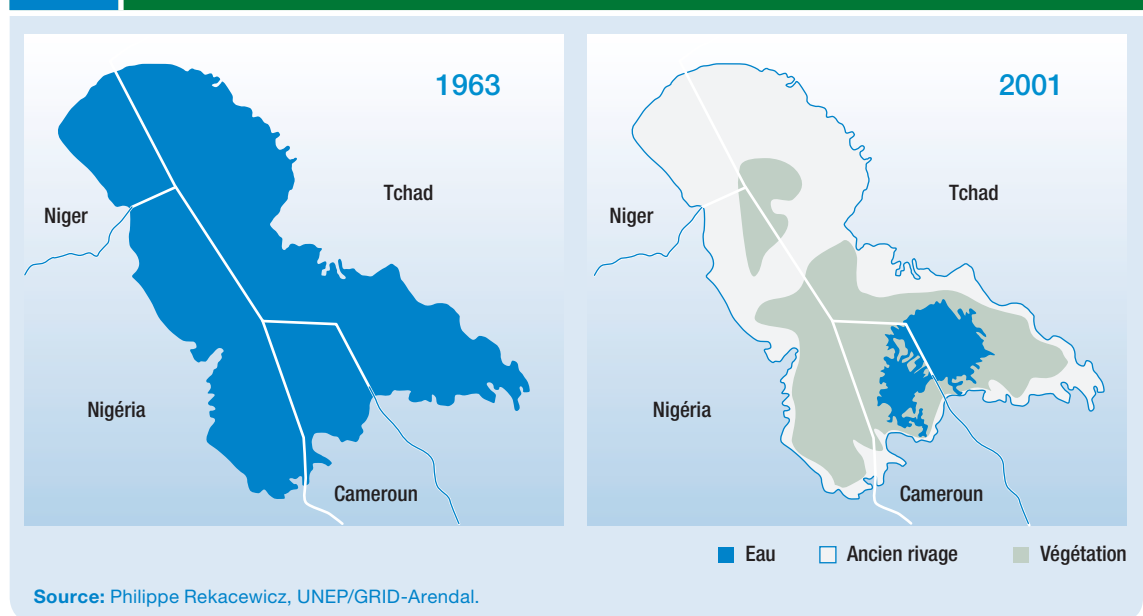 1963
Tchad
Niger
Nigéria
Cameroun
2001
Tchad
Niger
Nigéria
Cameroun
Eau
Ancien rivage
Végétation
Source: Philippe Rekacewicz, UNEP/GRID-Arendal.